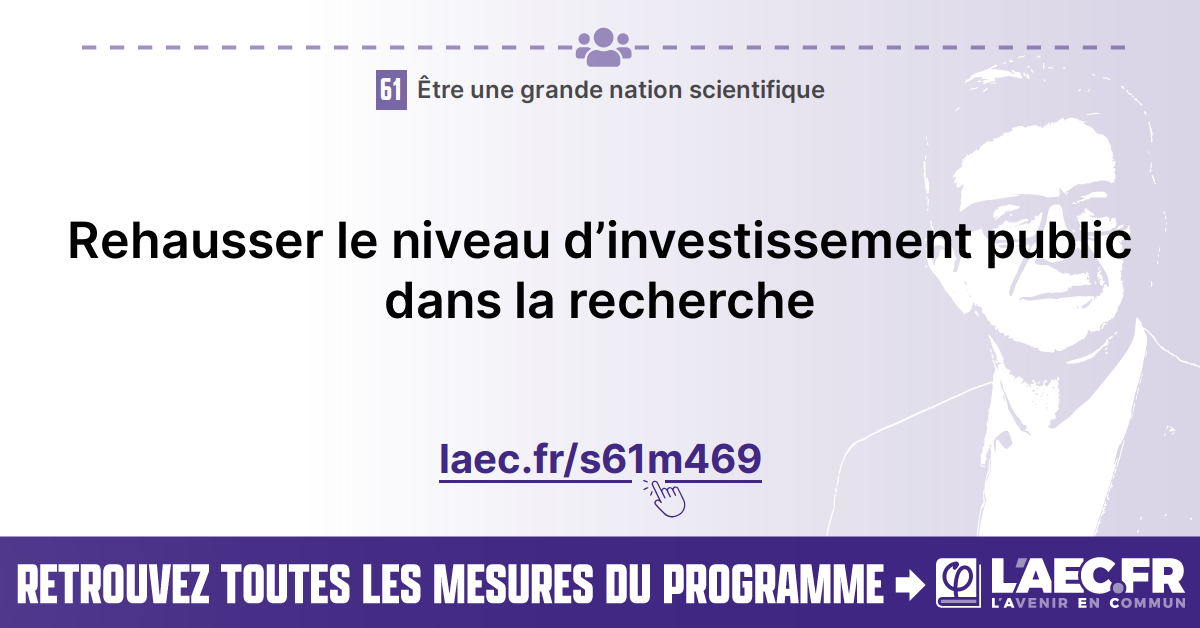 61 Être une grande nation scientifique
Rehausser le niveau d’investissement public
dans la recherche
laec.fr/s61m469
RETROUVEZ TOUTES LES MESURES DU PROGRAMME
φ L'AEC.FR
L'AVENIR EN COMMUN